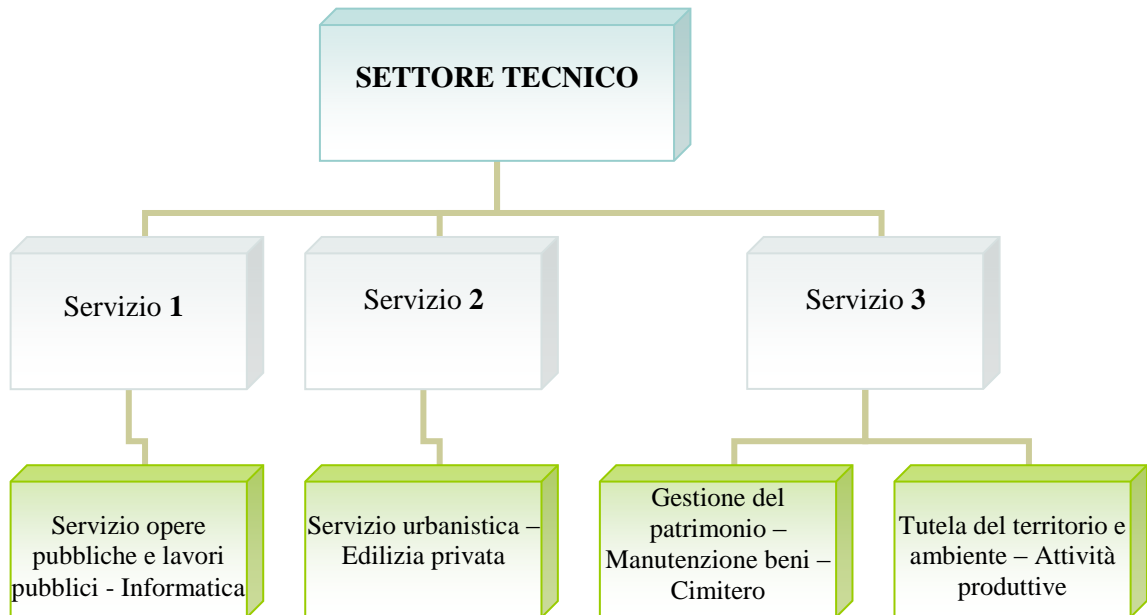 SETTORE TECNICO
Servizio 1
Servizio 2
Servizio 3
Servizio opere
pubbliche e lavori
pubblici - Informatica
Servizio urbanistica –
Edilizia privata
Gestione del
patrimonio –
Manutenzione beni –
Cimitero
Tutela del territorio e
ambiente – Attività
produttive